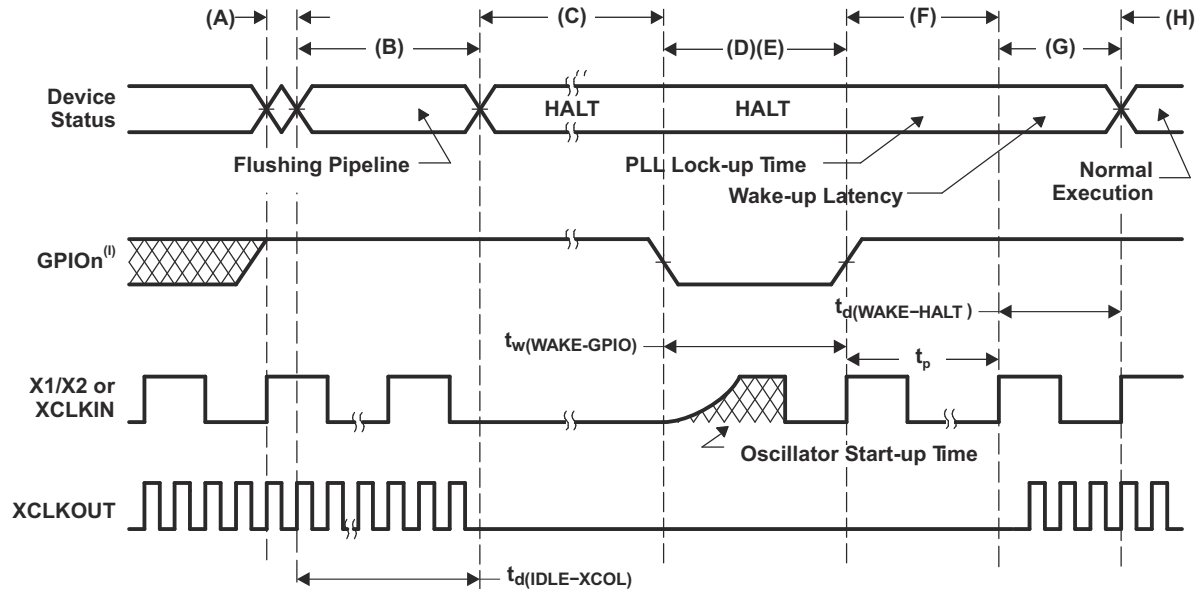 (A)
(C)
(F)
(H)
(B)
(D)(E)
(G)
Device
Status
HALT
HALT
Flushing Pipeline
PLL Lock-up Time
Wake-up Latency
Normal
Execution
GPIOn(I)
td(WAKE−HALT)
tw(WAKE-GPIO)
tp
X1/X2 or
XCLKIN
Oscillator Start-up Time
XCLKOUT
td(IDLE−XCOL)